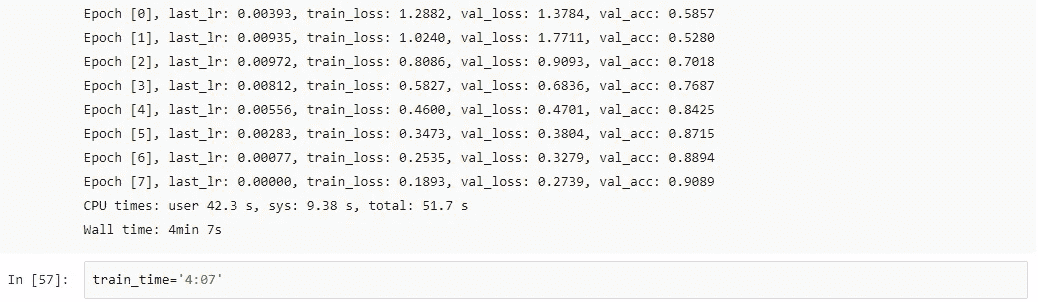 Epoch [0], last_lr: 0.00393, train_loss: 1.2882, val_loss: 1.3784, val_acc: 0.5857
Epoch [1], last_lr: 0.00935, train_loss: 1.0240, val_loss: 1.7711, val_acc: 0.5280
Epoch [2], last_lr: 0.00972, train_loss: 0.8086, val_loss: 0.9093, val_acc: 0.7018
Epoch [3], last_lr: 0.00812, train_loss: 0.5827, val_loss: 0.6836, val_acc: 0.7687
Epoch [4], last_lr: 0.00556, train_loss: 0.4600, val_loss: 0.4701, val_acc: 0.8425
Epoch [5], last_lr: 0.00283, train_loss: 0.3473, val_loss: 0.3804, val_acc: 0.8715
Epoch [6], last_lr: 0.00077, train_loss: 0.2535, val_loss: 0.3279, val_acc: 0.8894
Epoch [7], last_lr: 0.00000, train_loss: 0.1893, val_loss: 0.2739, val_acc: 0.9089
CPU times: user 42.3 s, sys: 9.38 s, total: 51.7 s
Wall time: 4min 7s
In [57]: train_time='4:07'